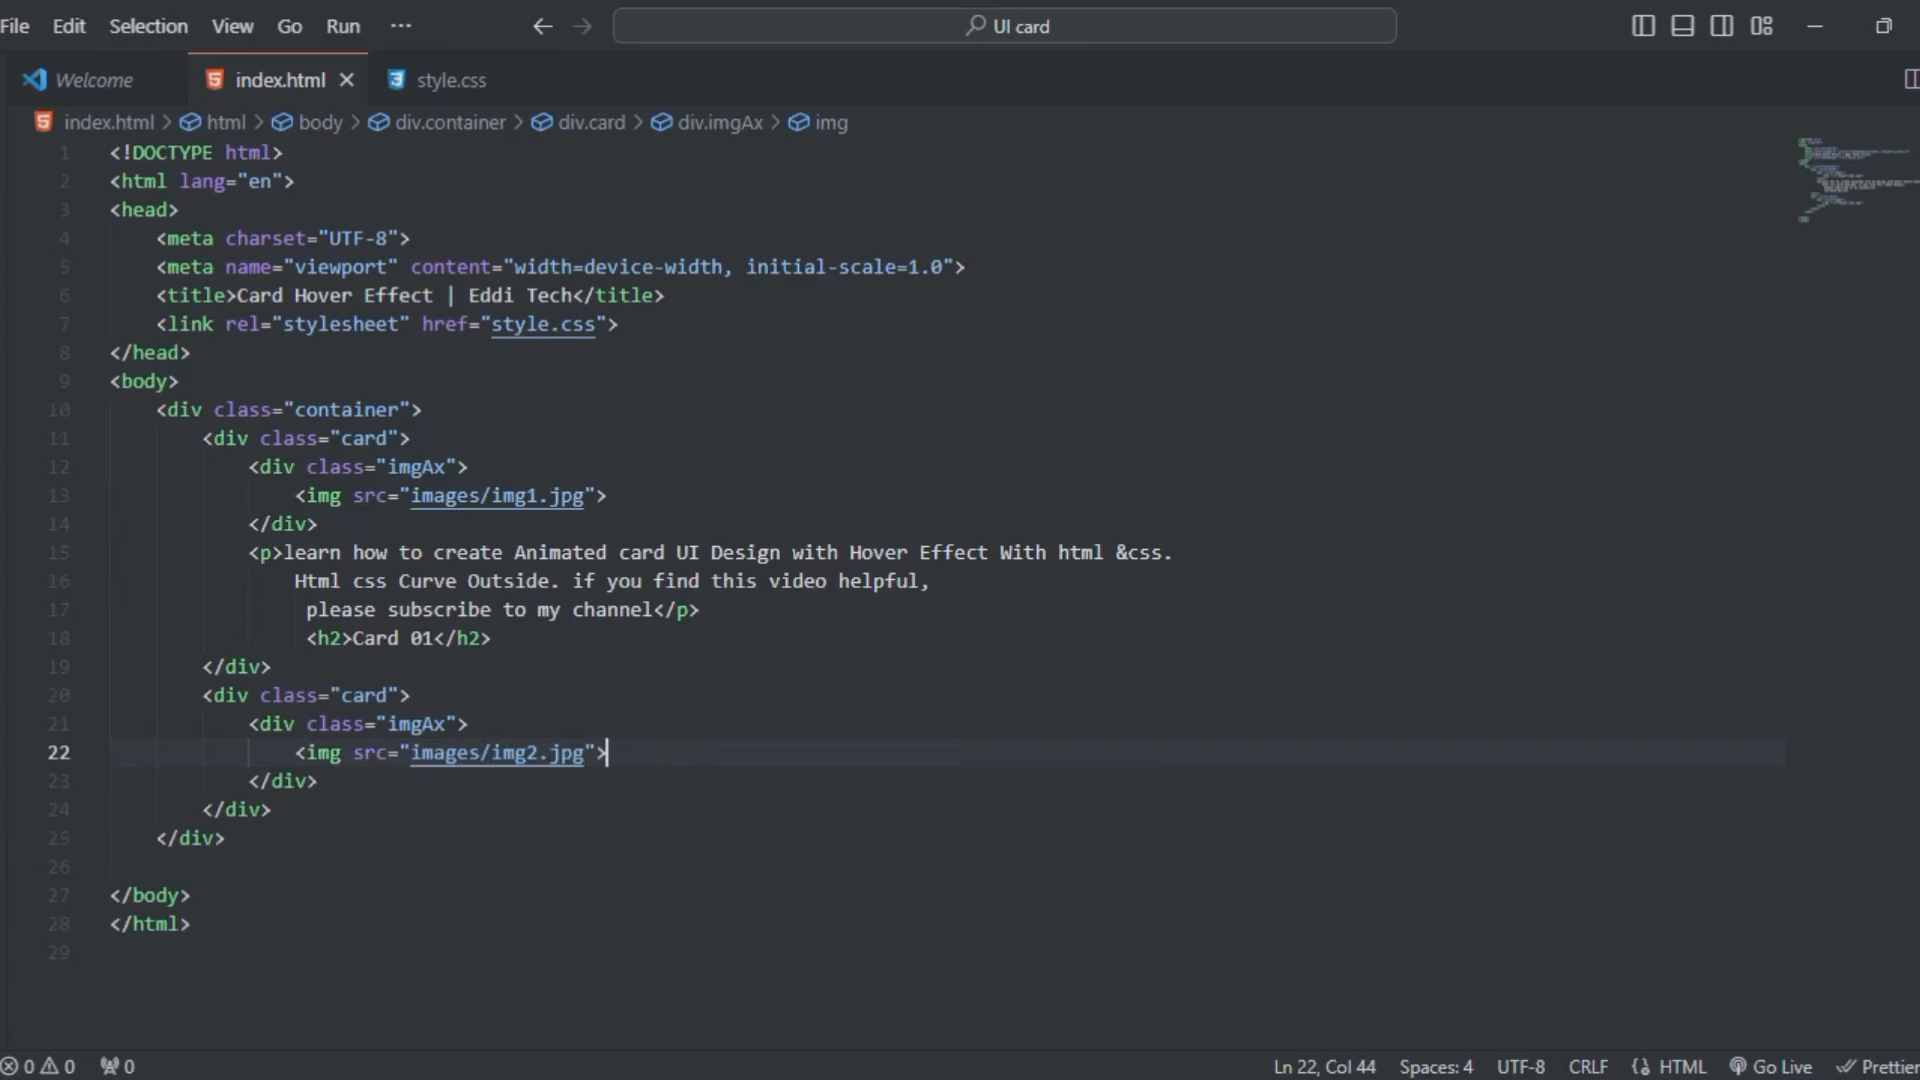 File Edit Selection View Go Run ···
UI card
Welcome index.html style.css
index.html > html > body > div.container > div.card > div.imgAx > img
1 <!DOCTYPE html>
2 <html lang="en">
3 <head>
4 <meta charset="UTF-8">
5 <meta name="viewport" content="width=device-width, initial-scale=1.0">
6 <title>Card Hover Effect | Eddi Tech</title>
7 <link rel="stylesheet" href="style.css">
8 </head>
9 <body>
10 <div class="container">
11 <div class="card">
12 <div class="imgAx">
13 <img src="images/img1.jpg">
14 </div>
15 <p>learn how to create Animated card UI Design with Hover Effect With html &css.
16 Html css Curve Outside. if you find this video helpful,
17 please subscribe to my channel</p>
18 <h2>Card 01</h2>
19 </div>
20 <div class="card">
21 <div class="imgAx">
22 <img src="images/img2.jpg">
23 </div>
24 </div>
25 </div>
26
27 </body>
28 </html>
29
0 0 0 Ln 22, Col 44 Spaces: 4 UTF-8 CRLF HTML Go Live Prettier